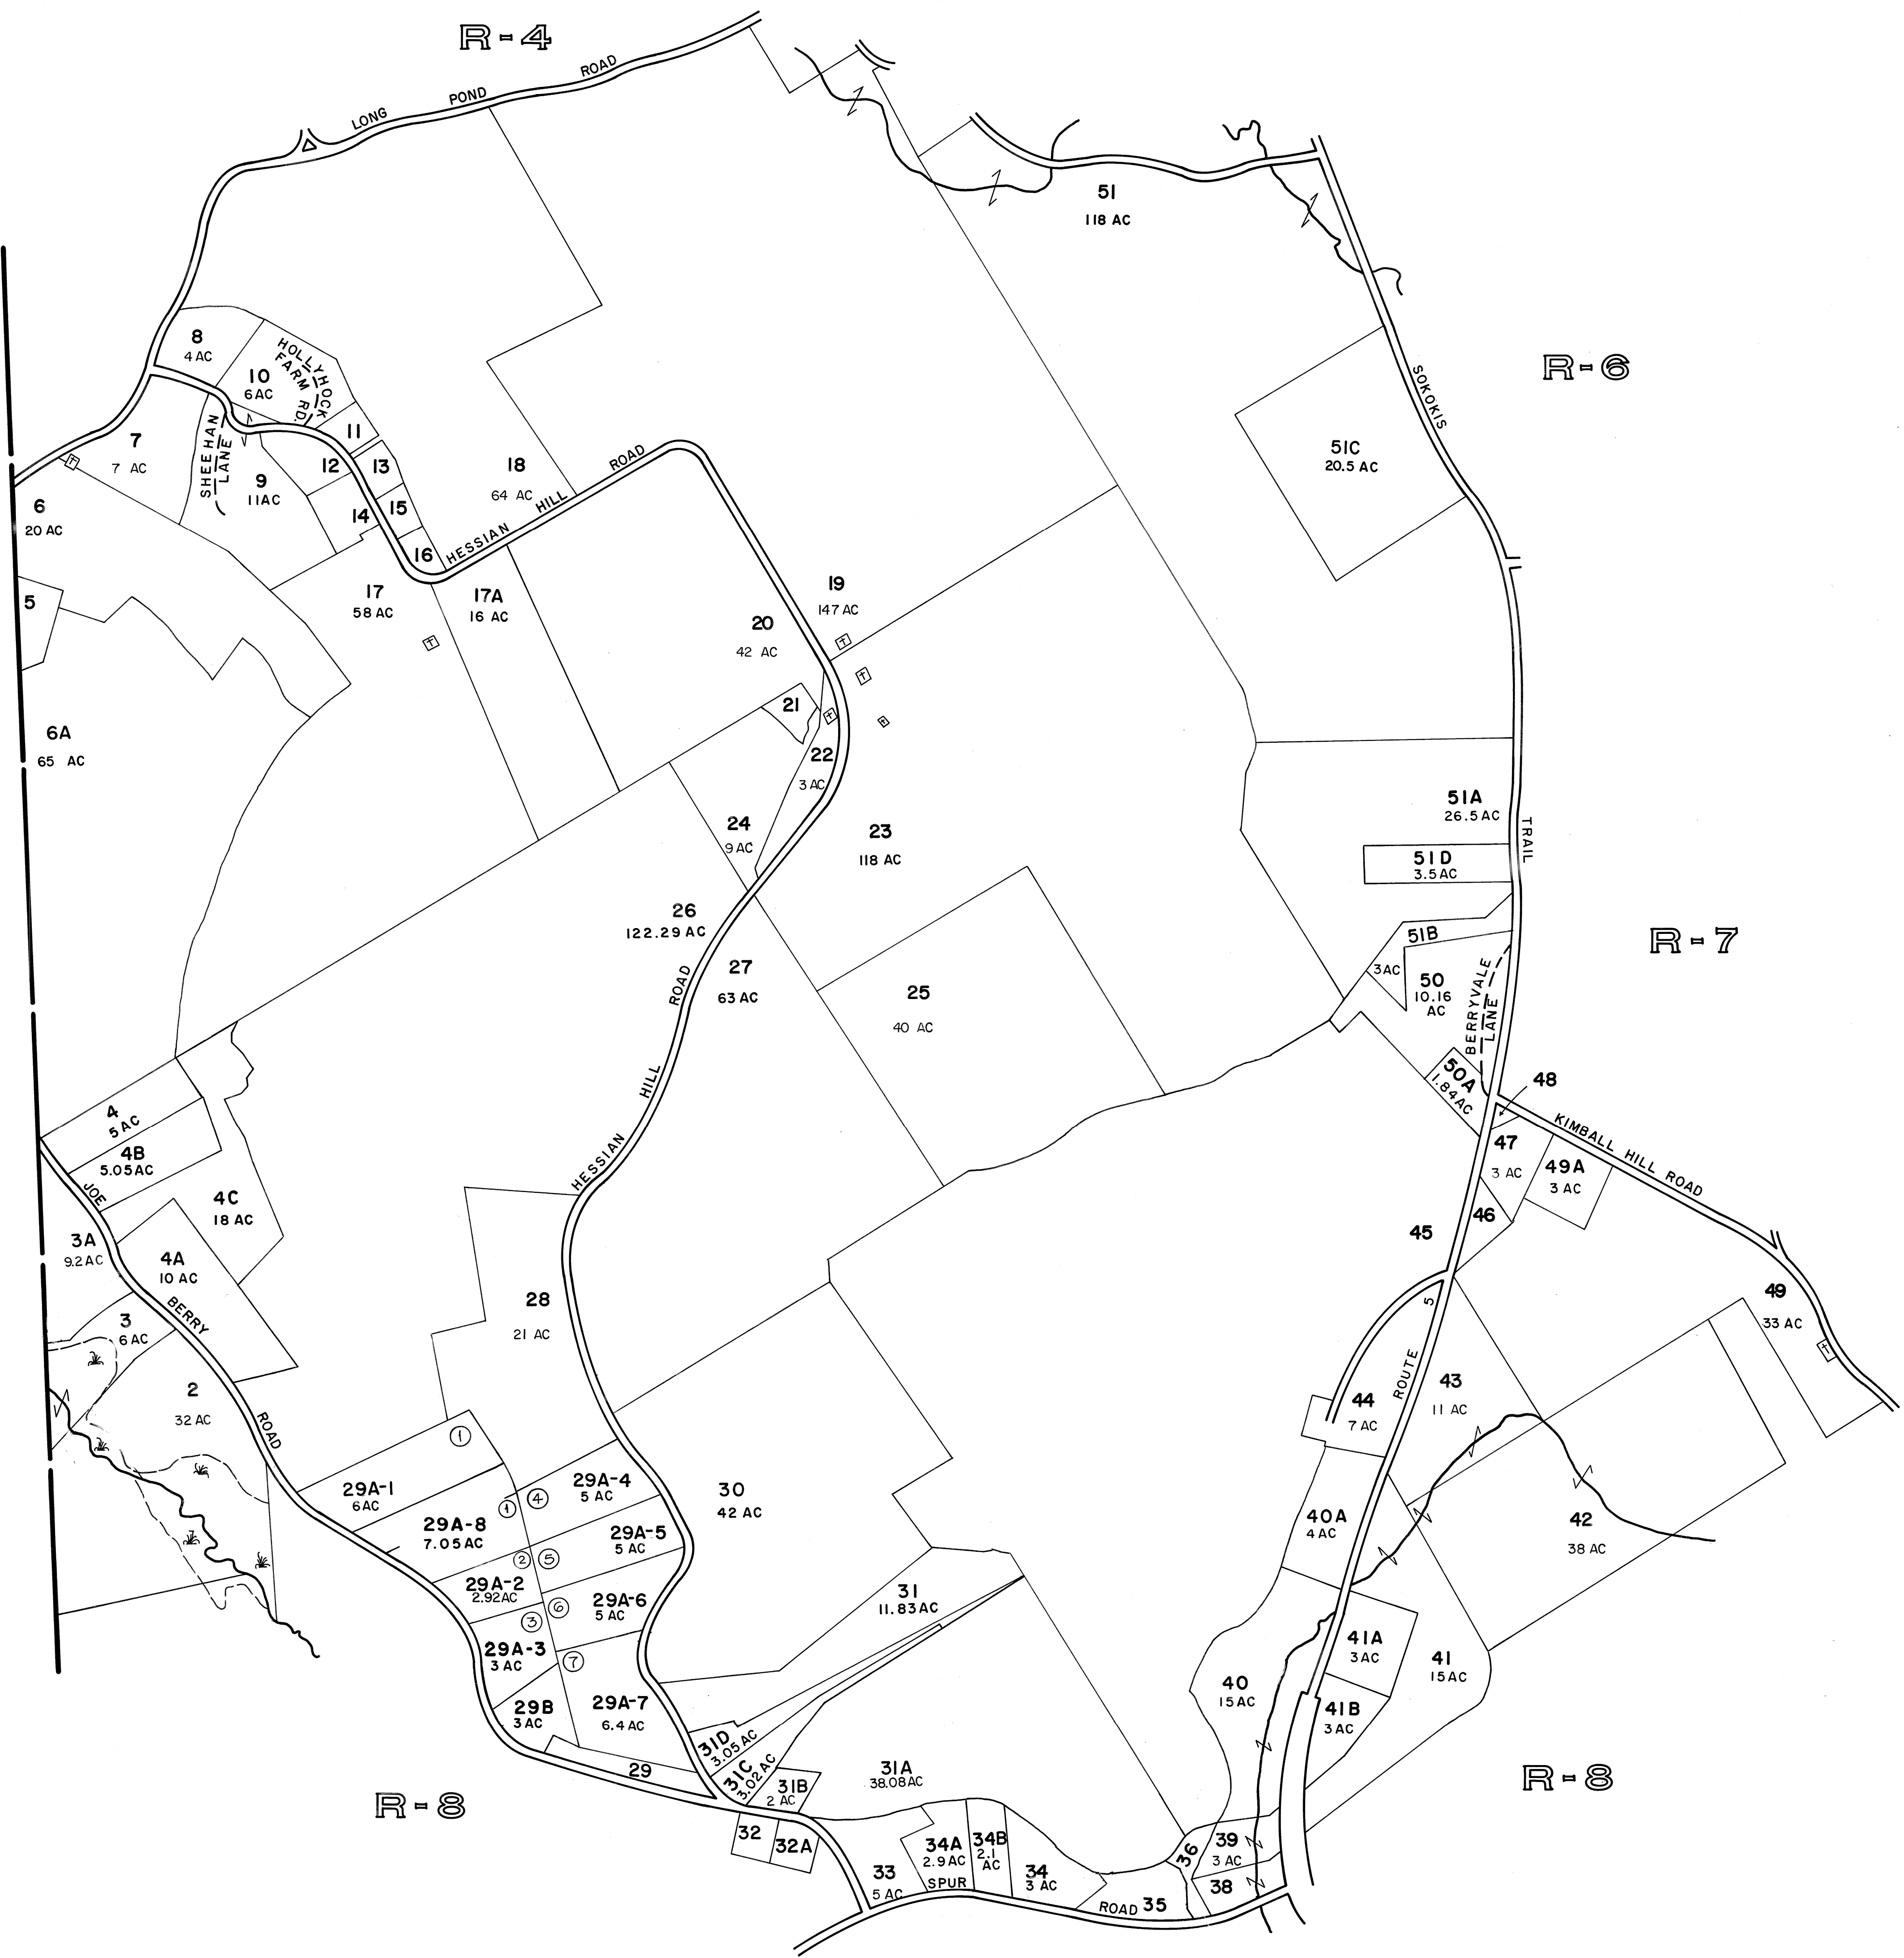 R-4
LONG POND ROAD
51
118 AC
8
4 AC
10
6 AC
HOLLYHOCK
FARM RD
R-6
SOKOKIS
TRAIL
7
7 AC
SHEEHAN
LANE
11
12
13
9
11 AC
14
15
16
6
20 AC
18
64 AC
HESSIAN HILL ROAD
51C
20.5 AC
5
17
58 AC
17A
16 AC
19
147 AC
20
42 AC
21
22
3 AC
6A
65 AC
24
9 AC
23
118 AC
51A
26.5 AC
51D
3.5 AC
26
122.29 AC
27
63 AC
25
40 AC
51B
3 AC
50
10.16
AC
BERRYVALE
LANE
R-7
50A
1.84 AC
48
KIMBALL HILL ROAD
47
3 AC
49A
3 AC
46
45
4
5 AC
4B
5.05 AC
4C
18 AC
JOE
BERRY
ROAD
3A
9.2 AC
4A
10 AC
3
6 AC
2
32 AC
HESSIAN HILL ROAD
28
21 AC
49
33 AC
ROUTE 5
44
7 AC
43
11 AC
1
29A-1
6 AC
29A-4
5 AC
1
4
29A-8
7.05 AC
29A-5
5 AC
2
5
29A-2
2.92 AC
29A-6
5 AC
3
6
29A-3
3 AC
7
29B
3 AC
29A-7
6.4 AC
29
30
42 AC
31
11.83 AC
40A
4 AC
42
38 AC
41A
3 AC
41
15 AC
40
15 AC
41B
3 AC
31D
3.05 AC
31C
3.02 AC
31B
2 AC
31A
38.08 AC
R-8
R-8
32
32A
33
5 AC
34A
2.9 AC
34B
2.1
AC
34
3 AC
36
39
3 AC
38
SPUR
ROAD
35